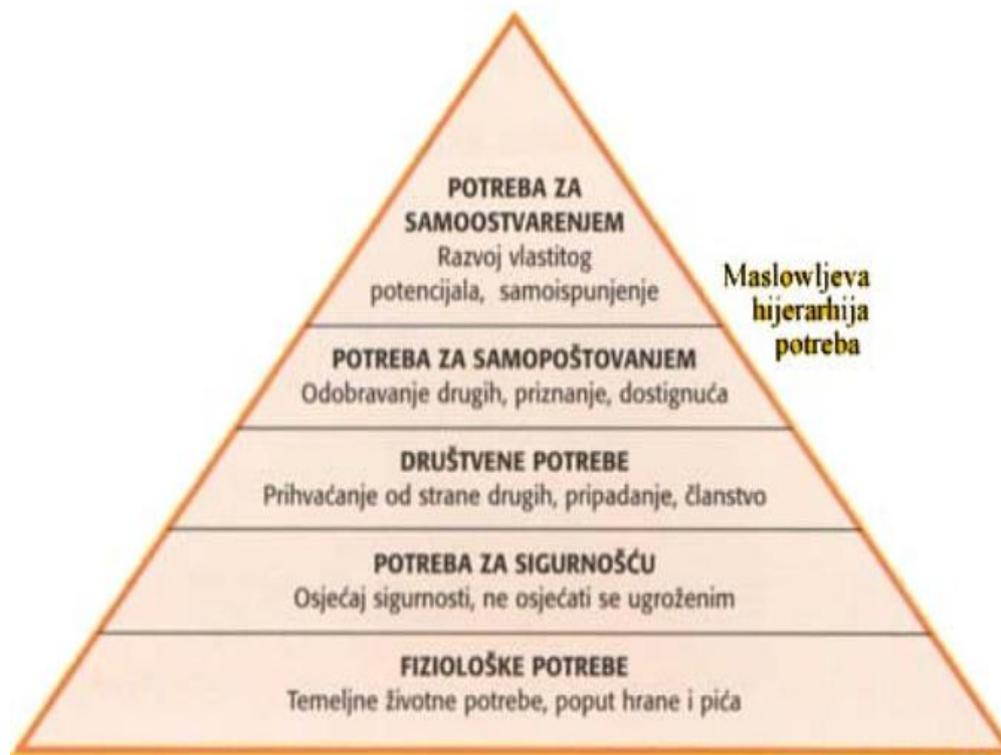 POTREBA ZA
SAMOOSTVARENJEM
Razvoj vlastitog
potencijala, samoispunjenje
Maslowljeva
hijerarhija
potreba
POTREBA ZA SAMOPOŠTOVANJEM
Odobravanje drugih, priznanje, dostignuća
DRUŠTVENE POTREBE
Prihvaćanje od strane drugih, pripadanje, članstvo
POTREBA ZA SIGURNOŠĆU
Osjećaj sigurnosti, ne osjećati se ugroženim
FIZIOLOŠKE POTREBE
Temeljne životne potrebe, poput hrane i pića